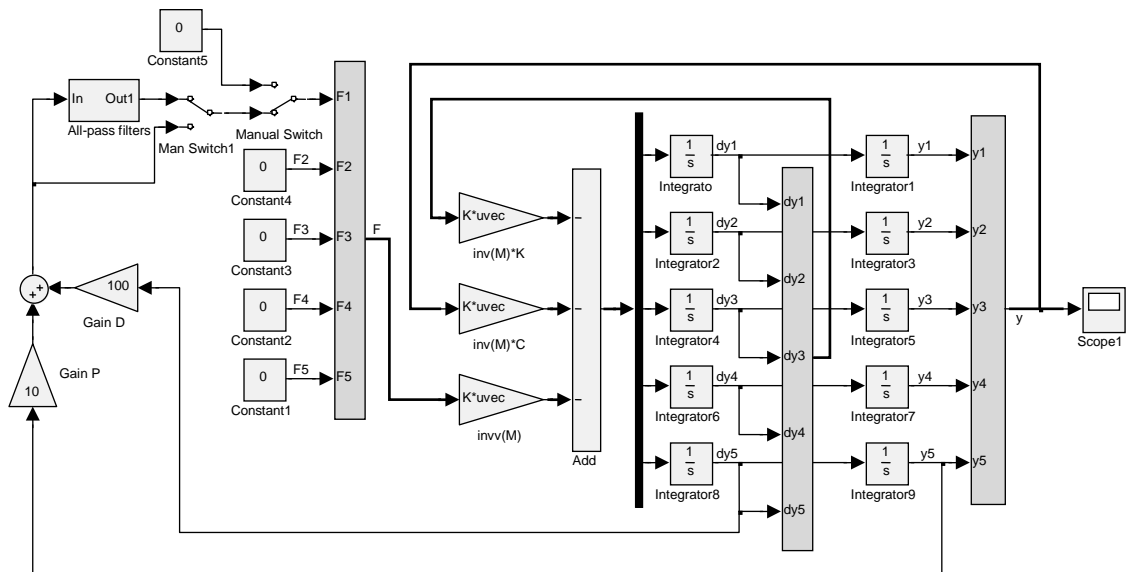 0
Constant5
In Out1
All-pass filters
Man Switch1
Manual Switch
F1
0
F2
Constant4
F2
0
F3
Constant3
F3
F
0
F4
Constant2
F4
0
F5
Constant1
F5
+
+
100
Gain D
10
Gain P
K*uvec
inv(M)*K
K*uvec
inv(M)*C
K*uvec
invv(M)
−
−
−
Add
1
s
Integrato
dy1
1
s
Integrator2
dy2
1
s
Integrator4
dy3
1
s
Integrator6
dy4
1
s
Integrator8
dy5
dy1
dy2
dy3
dy4
dy5
1
s
Integrator1
y1
1
s
Integrator3
y2
1
s
Integrator5
y3
1
s
Integrator7
y4
1
s
Integrator9
y5
y1
y2
y3
y4
y5
y
Scope1